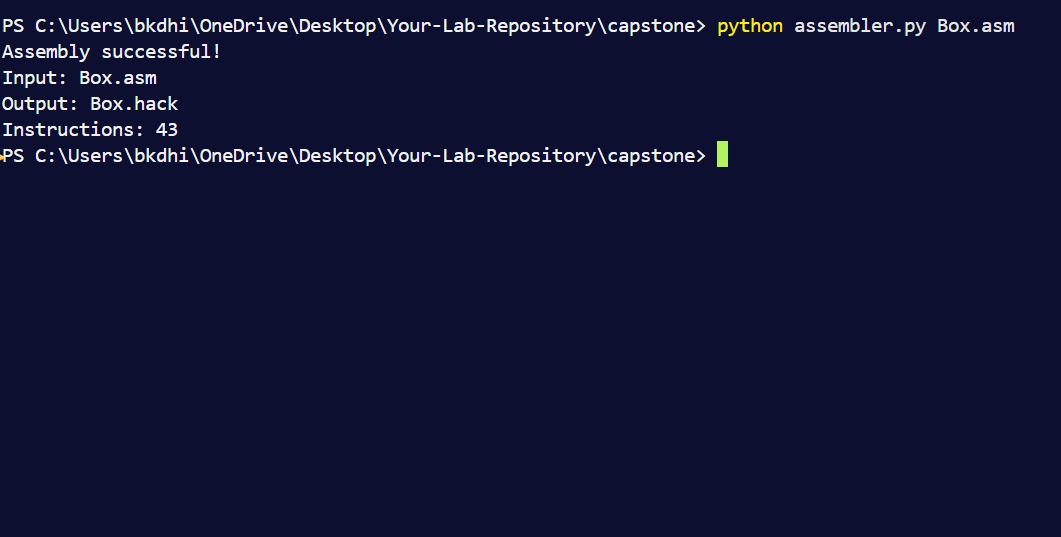 PS C:\Users\bkdhi\OneDrive\Desktop\Your-Lab-Repository\capstone> python assembler.py Box.asm
Assembly successful!
Input: Box.asm
Output: Box.hack
Instructions: 43
PS C:\Users\bkdhi\OneDrive\Desktop\Your-Lab-Repository\capstone>